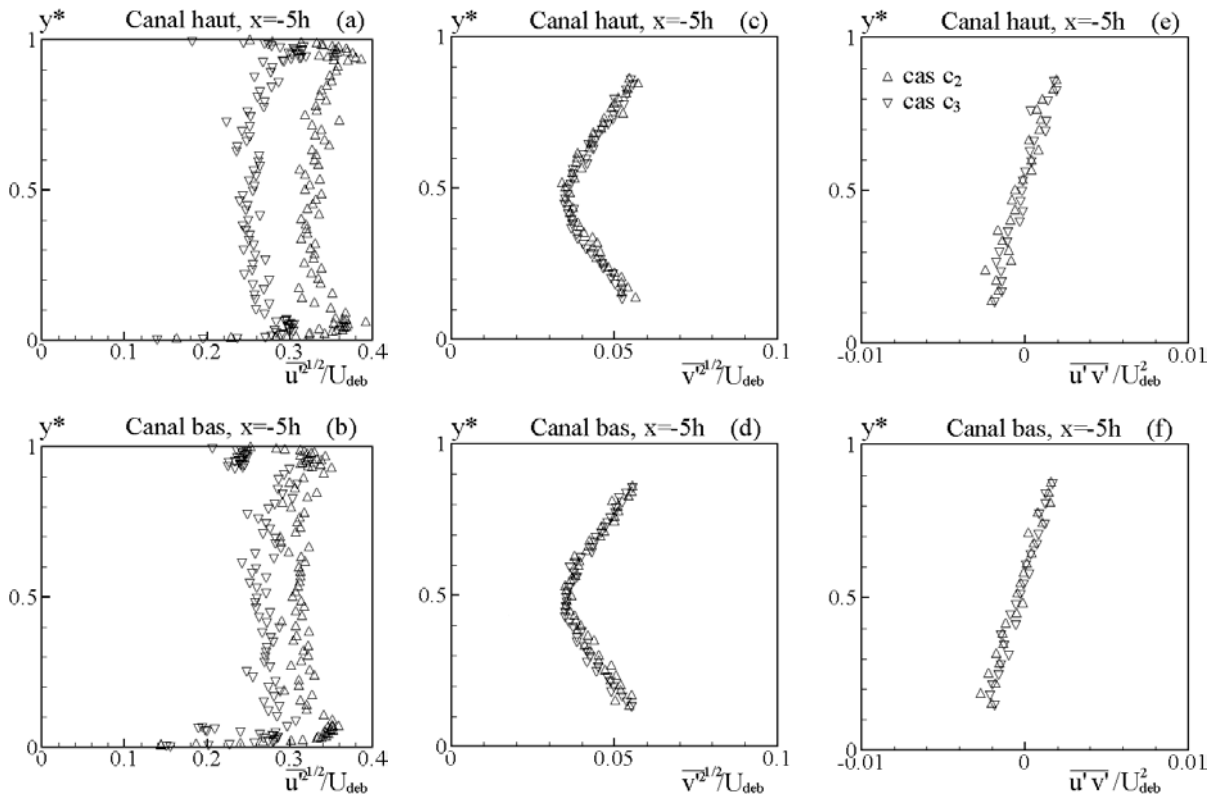 y* Canal haut, x=-5h (a)
1
0.5
0
0 0.1 0.2 0.3 0.4
u'²^1/2/U_deb
y* Canal haut, x=-5h (c)
1
0.5
0
0 0.05 0.1
v'²^1/2/U_deb
y* Canal haut, x=-5h (e)
1
△ cas c₂
▽ cas c₃
0.5
0
-0.01 0 0.01
u'v'/U²_deb
y* Canal bas, x=-5h (b)
1
0.5
0
0 0.1 0.2 0.3 0.4
u'²^1/2/U_deb
y* Canal bas, x=-5h (d)
1
0.5
0
0 0.05 0.1
v'²^1/2/U_deb
y* Canal bas, x=-5h (f)
1
0.5
0
-0.01 0 0.01
u'v'/U²_deb